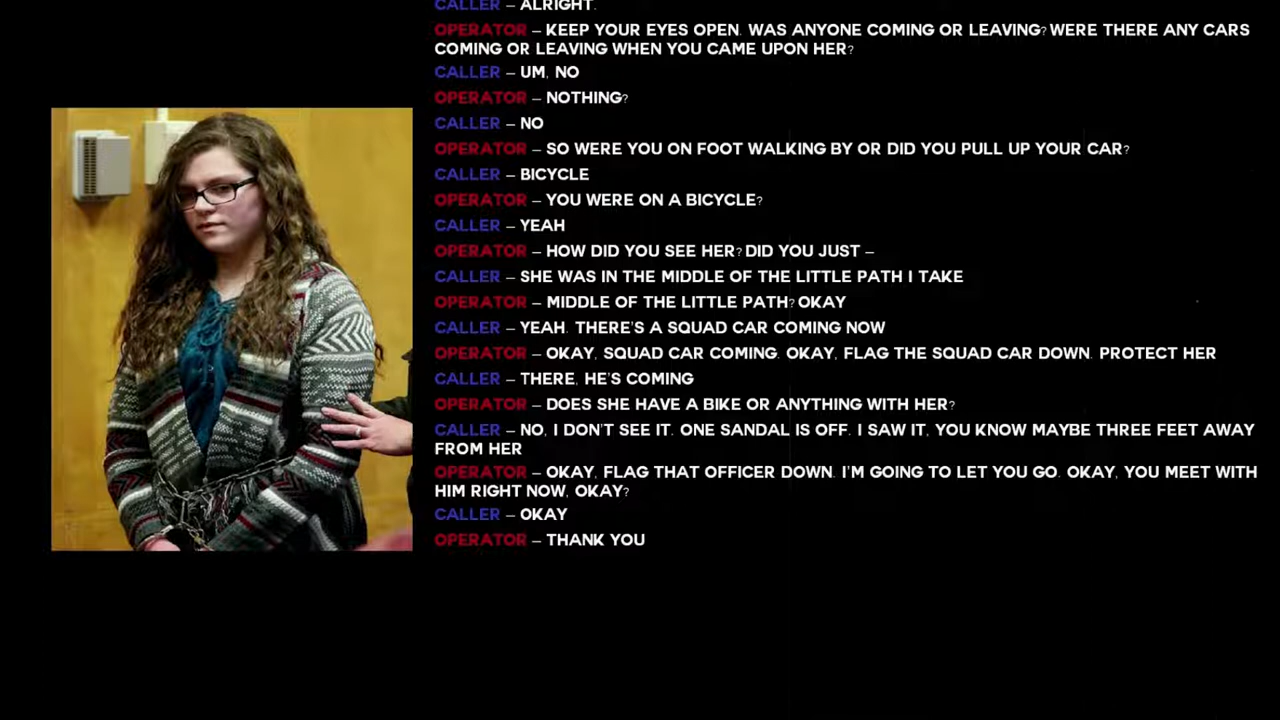 CALLER – ALRIGHT.
OPERATOR – KEEP YOUR EYES OPEN. WAS ANYONE COMING OR LEAVING? WERE THERE ANY CARS
COMING OR LEAVING WHEN YOU CAME UPON HER?
CALLER – UM, NO
OPERATOR – NOTHING?
CALLER – NO
OPERATOR – SO WERE YOU ON FOOT WALKING BY OR DID YOU PULL UP YOUR CAR?
CALLER – BICYCLE
OPERATOR – YOU WERE ON A BICYCLE?
CALLER – YEAH
OPERATOR – HOW DID YOU SEE HER? DID YOU JUST –
CALLER – SHE WAS IN THE MIDDLE OF THE LITTLE PATH I TAKE
OPERATOR – MIDDLE OF THE LITTLE PATH? OKAY
CALLER – YEAH. THERE'S A SQUAD CAR COMING NOW
OPERATOR – OKAY, SQUAD CAR COMING. OKAY, FLAG THE SQUAD CAR DOWN. PROTECT HER
CALLER – THERE, HE'S COMING
OPERATOR – DOES SHE HAVE A BIKE OR ANYTHING WITH HER?
CALLER – NO, I DON'T SEE IT. ONE SANDAL IS OFF. I SAW IT, YOU KNOW MAYBE THREE FEET AWAY
FROM HER
OPERATOR – OKAY, FLAG THAT OFFICER DOWN. I'M GOING TO LET YOU GO. OKAY, YOU MEET WITH
HIM RIGHT NOW, OKAY?
CALLER – OKAY
OPERATOR – THANK YOU